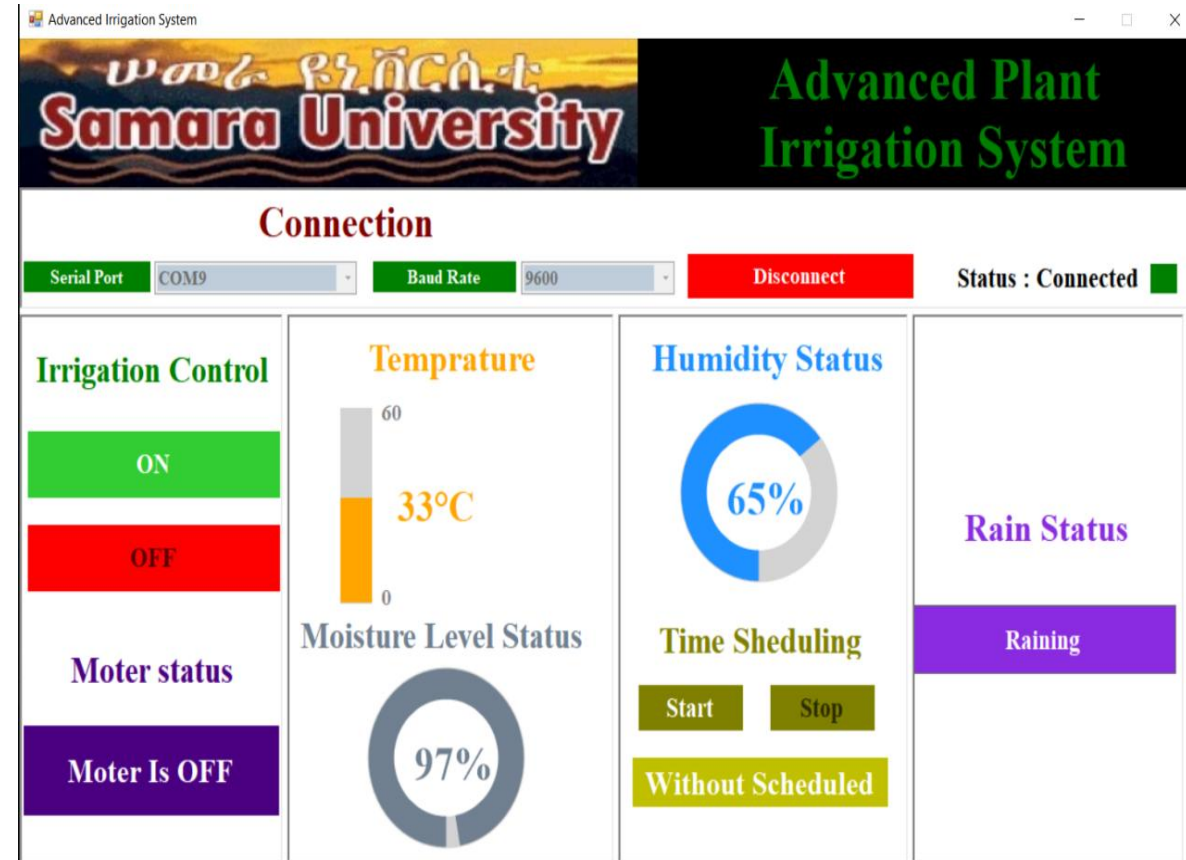 Advanced Irrigation System
ሠመራ ዩኒቨርሲቲ
Samara University
Advanced Plant
Irrigation System
Connection
Serial Port COM9 Baud Rate 9600 Disconnect Status : Connected
Irrigation Control
ON
OFF
Moter status
Moter Is OFF
Temprature
60
33°C
0
Moisture Level Status
97%
Humidity Status
65%
Time Sheduling
Start Stop
Without Scheduled
Rain Status
Raining